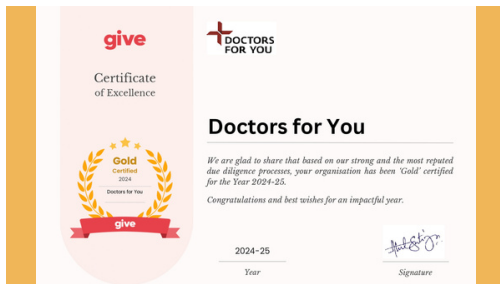 give
Certificate
of Excellence
Gold
Certified
2024
Doctors for You
give
DOCTORS
FOR YOU
Doctors for You
We are glad to share that based on our strong and the most reputed
due diligence processes, your organisation has been 'Gold' certified
for the Year 2024-25.
Congratulations and best wishes for an impactful year.
2024-25
Year
Signature